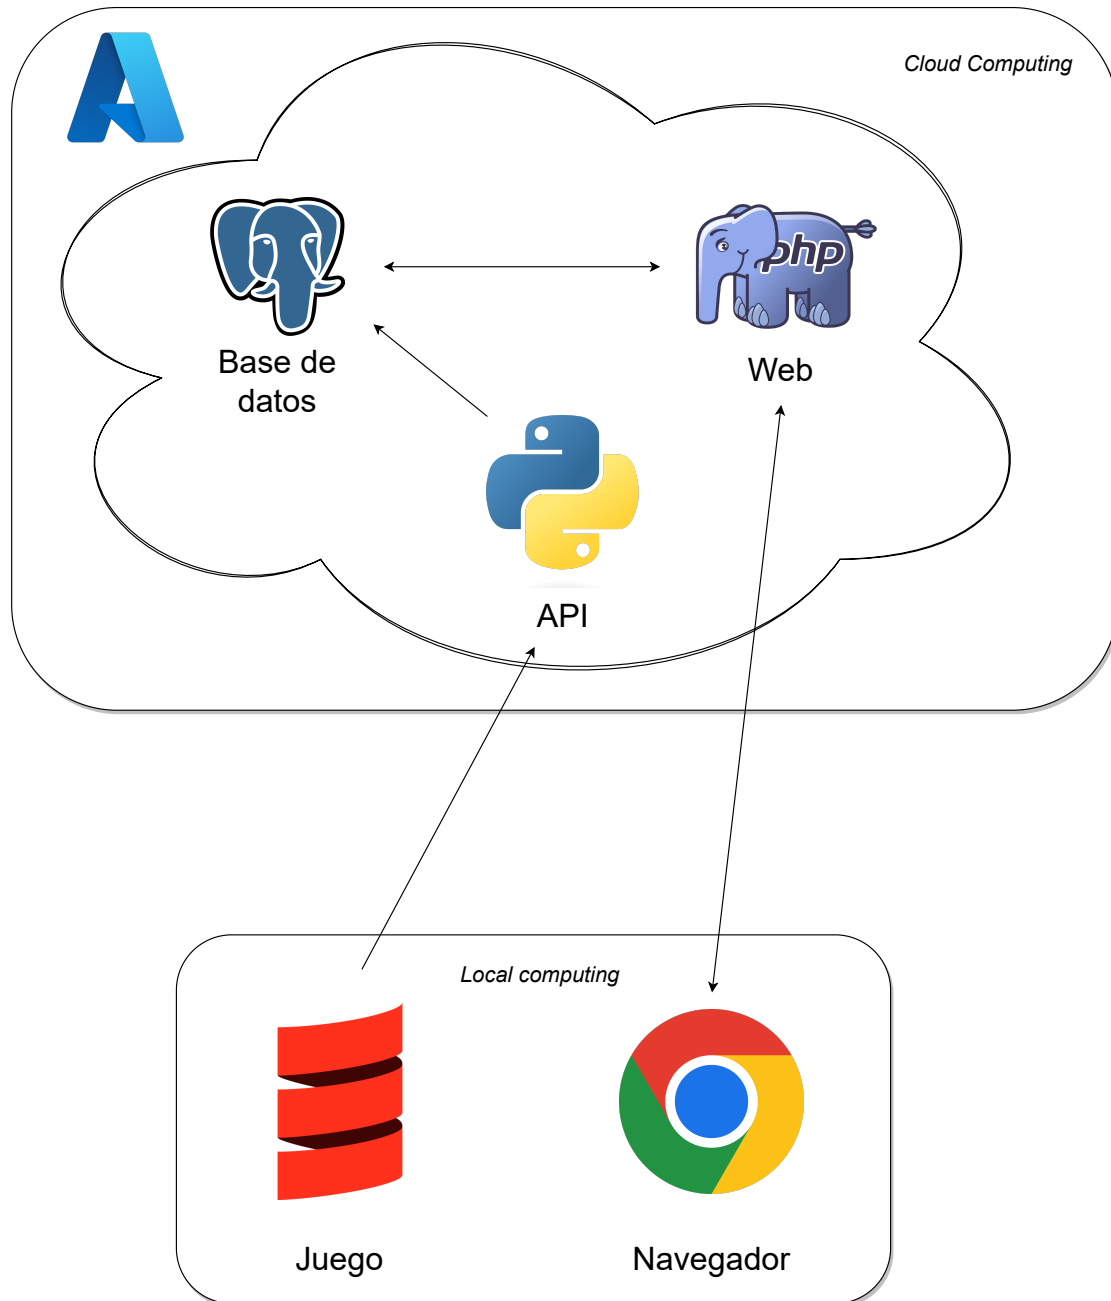 Cloud Computing
php
Base de
datos
Web
API
Local computing
Juego
Navegador